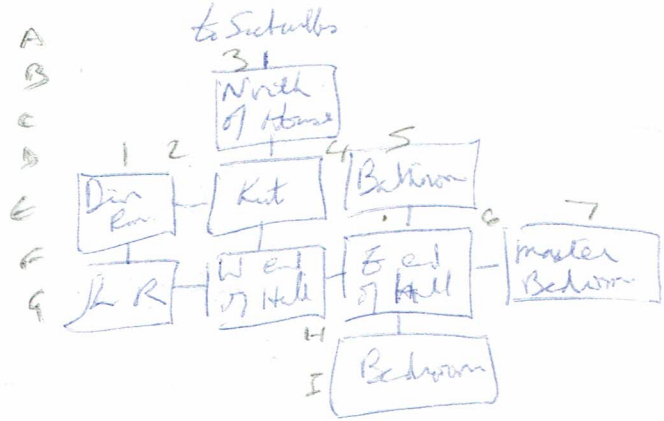 A
to
B
3
North
of House
C
D
1
2
4
5
E
Din
Rm
Kit
Bathroom
6
7
F
W end
of Hall
E end
of Hall
Master
Bedroom
G
R
H
I
Bedroom